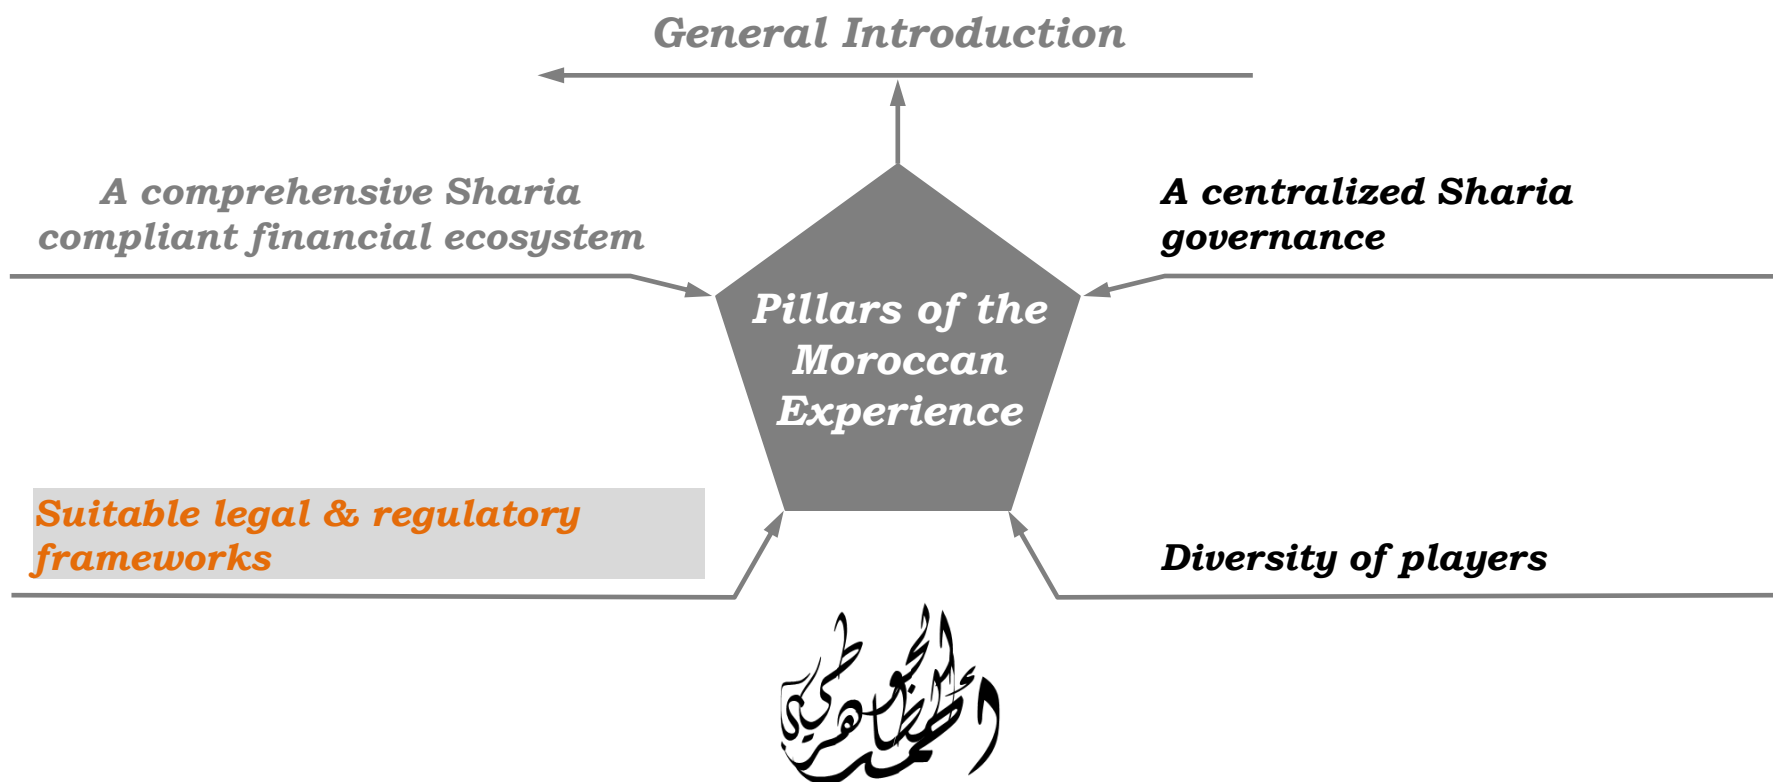 General Introduction
A comprehensive Sharia
compliant financial ecosystem
A centralized Sharia
governance
Pillars of the
Moroccan
Experience
Suitable legal & regulatory
frameworks
Diversity of players